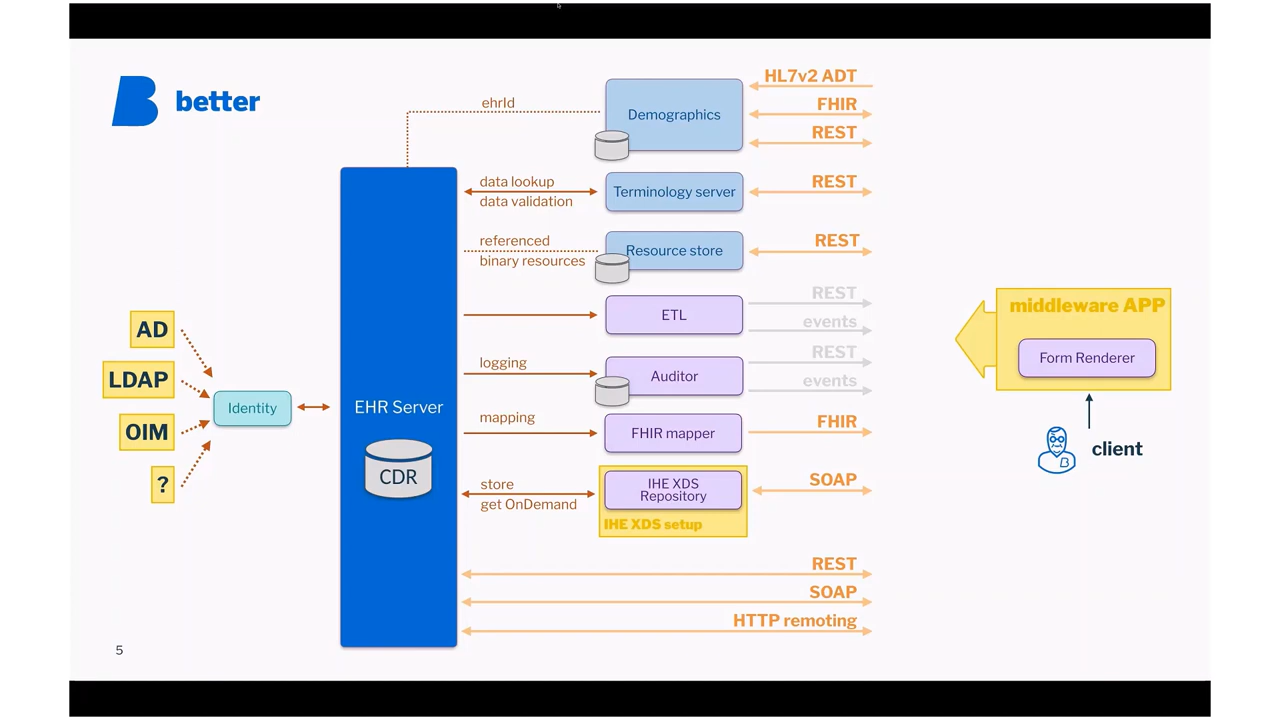 better
ehrId
Demographics
HL7v2 ADT
FHIR
REST
data lookup
data validation
Terminology server
REST
referenced
binary resources
Resource store
REST
ETL
REST
events
logging
Auditor
REST
events
mapping
FHIR mapper
FHIR
store
get OnDemand
IHE XDS
Repository
IHE XDS setup
SOAP
REST
SOAP
HTTP remoting
AD
LDAP
OIM
?
Identity
EHR Server
CDR
middleware APP
Form Renderer
client
5